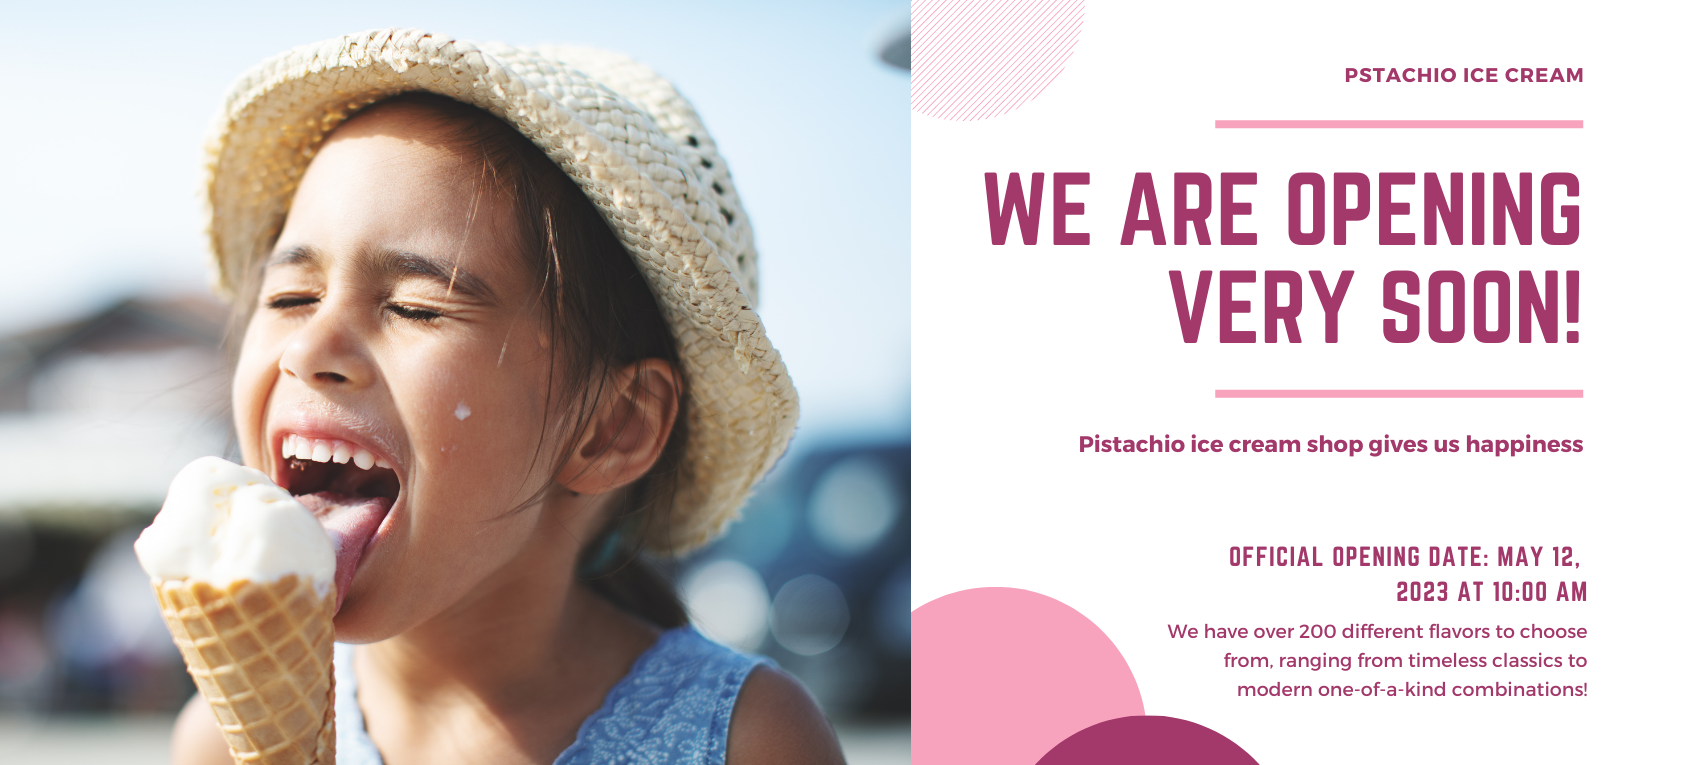 PSTACHIO ICE CREAM
WE ARE OPENING
VERY SOON!
Pistachio ice cream shop gives us happiness
OFFICIAL OPENING DATE: MAY 12,
2023 AT 10:00 AM
We have over 200 different flavors to choose
from, ranging from timeless classics to
modern one-of-a-kind combinations!